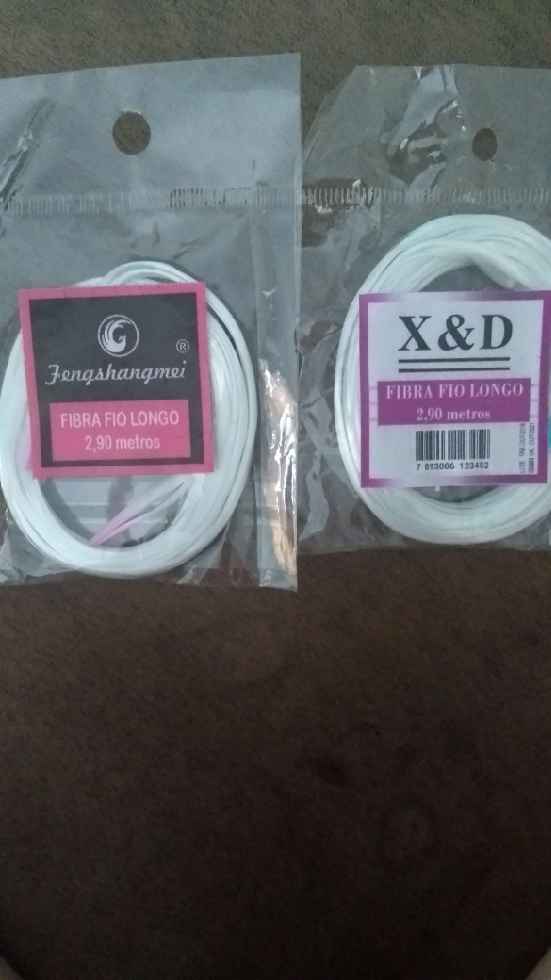 G
Fengshangmei ®
FIBRA FIO LONGO
2,90 metros
X & D
FIBRA FIO LONGO
2,90 metros